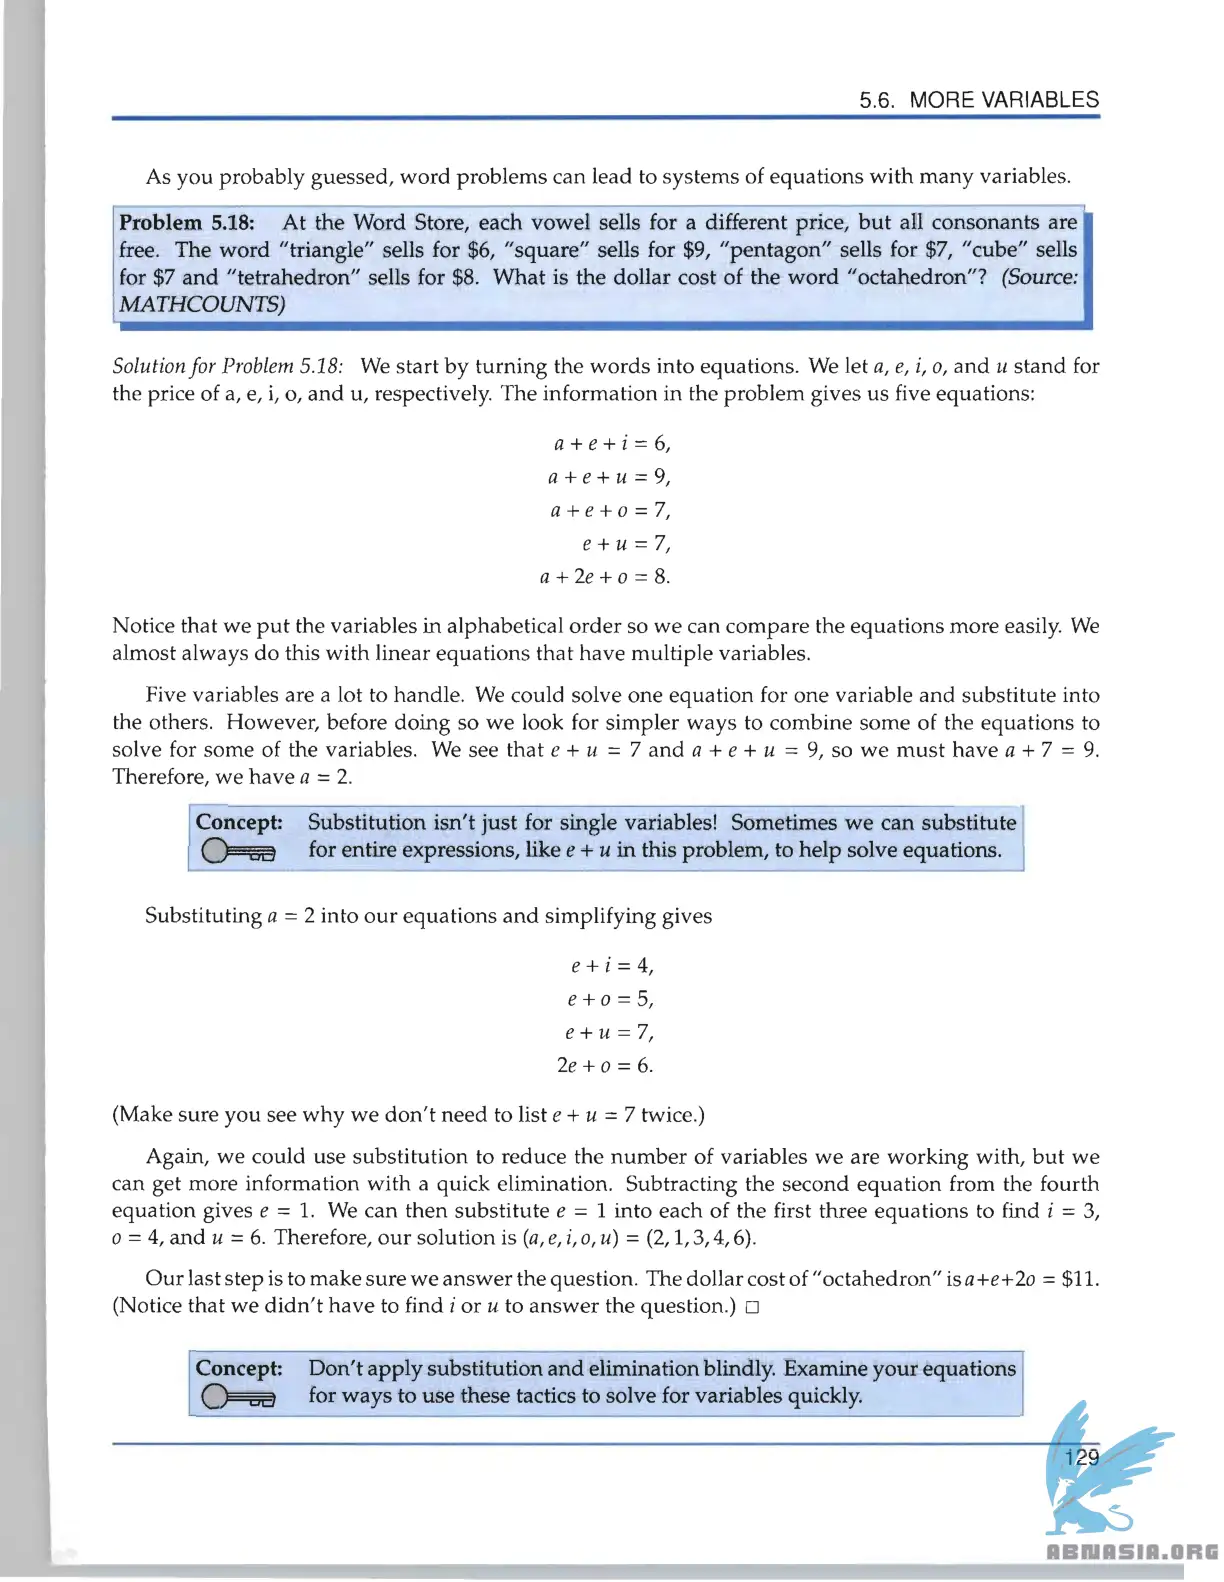 5.6. MORE VARIABLES
As you probably guessed, word problems can lead to systems of equations with many variables.
Problem 5.18: At the Word Store, each vowel sells for a different price, but all consonants are
free. The word "triangle" sells for $6, "square" sells for $9, "pentagon" sells for $7, "cube" sells
for $7 and "tetrahedron" sells for $8. What is the dollar cost of the word "octahedron"? (Source:
MATHCOUNTS)
Solution for Problem 5.18: We start by turning the words into equations. We let a, e, i, o, and u stand for
the price of a, e, i, o, and u, respectively. The information in the problem gives us five equations:
a + e + i = 6,
a + e + u = 9,
a + e + o = 7,
e + u = 7,
a + 2e + o = 8.
Notice that we put the variables in alphabetical order so we can compare the equations more easily. We
almost always do this with linear equations that have multiple variables.
Five variables are a lot to handle. We could solve one equation for one variable and substitute into
the others. However, before doing so we look for simpler ways to combine some of the equations to
solve for some of the variables. We see that e + u = 7 and a + e + u = 9, so we must have a + 7 = 9.
Therefore, we have a = 2.
Concept: Substitution isn't just for single variables! Sometimes we can substitute
for entire expressions, like e + u in this problem, to help solve equations.
Substituting a = 2 into our equations and simplifying gives
e + i = 4,
e + o = 5,
e + u = 7,
2e + o = 6.
(Make sure you see why we don't need to list e + u = 7 twice.)
Again, we could use substitution to reduce the number of variables we are working with, but we
can get more information with a quick elimination. Subtracting the second equation from the fourth
equation gives e = 1. We can then substitute e = 1 into each of the first three equations to find i = 3,
o = 4, and u = 6. Therefore, our solution is (a, e, i, o, u) = (2, 1, 3, 4, 6).
Our last step is to make sure we answer the question. The dollar cost of "octahedron" is a+e+2o = $11.
(Notice that we didn't have to find i or u to answer the question.) □
Concept: Don't apply substitution and elimination blindly. Examine your equations
for ways to use these tactics to solve for variables quickly.
129
ABNASIA.ORG